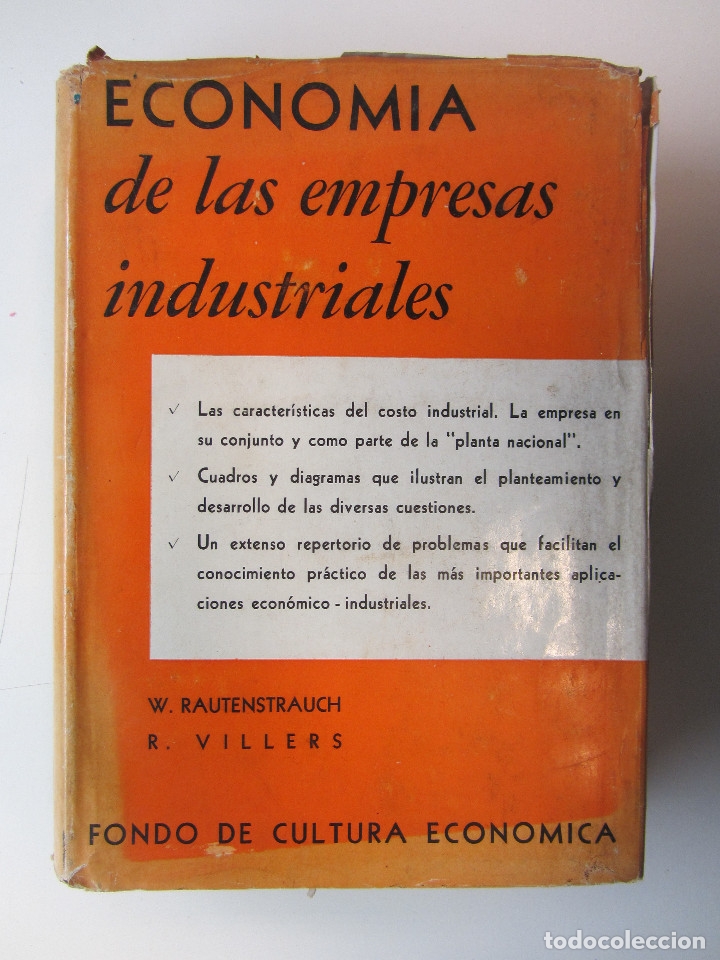 ECONOMIA
de las empresas
industriales
✓ Las características del costo industrial. La empresa en
su conjunto y como parte de la "planta nacional".
✓ Cuadros y diagramas que ilustran el planteamiento y
desarrollo de las diversas cuestiones.
✓ Un extenso repertorio de problemas que facilitan el
conocimiento práctico de las más importantes aplica-
ciones económico - industriales.
W. RAUTENSTRAUCH
R. VILLERS
FONDO DE CULTURA ECONOMICA
todocoleccion